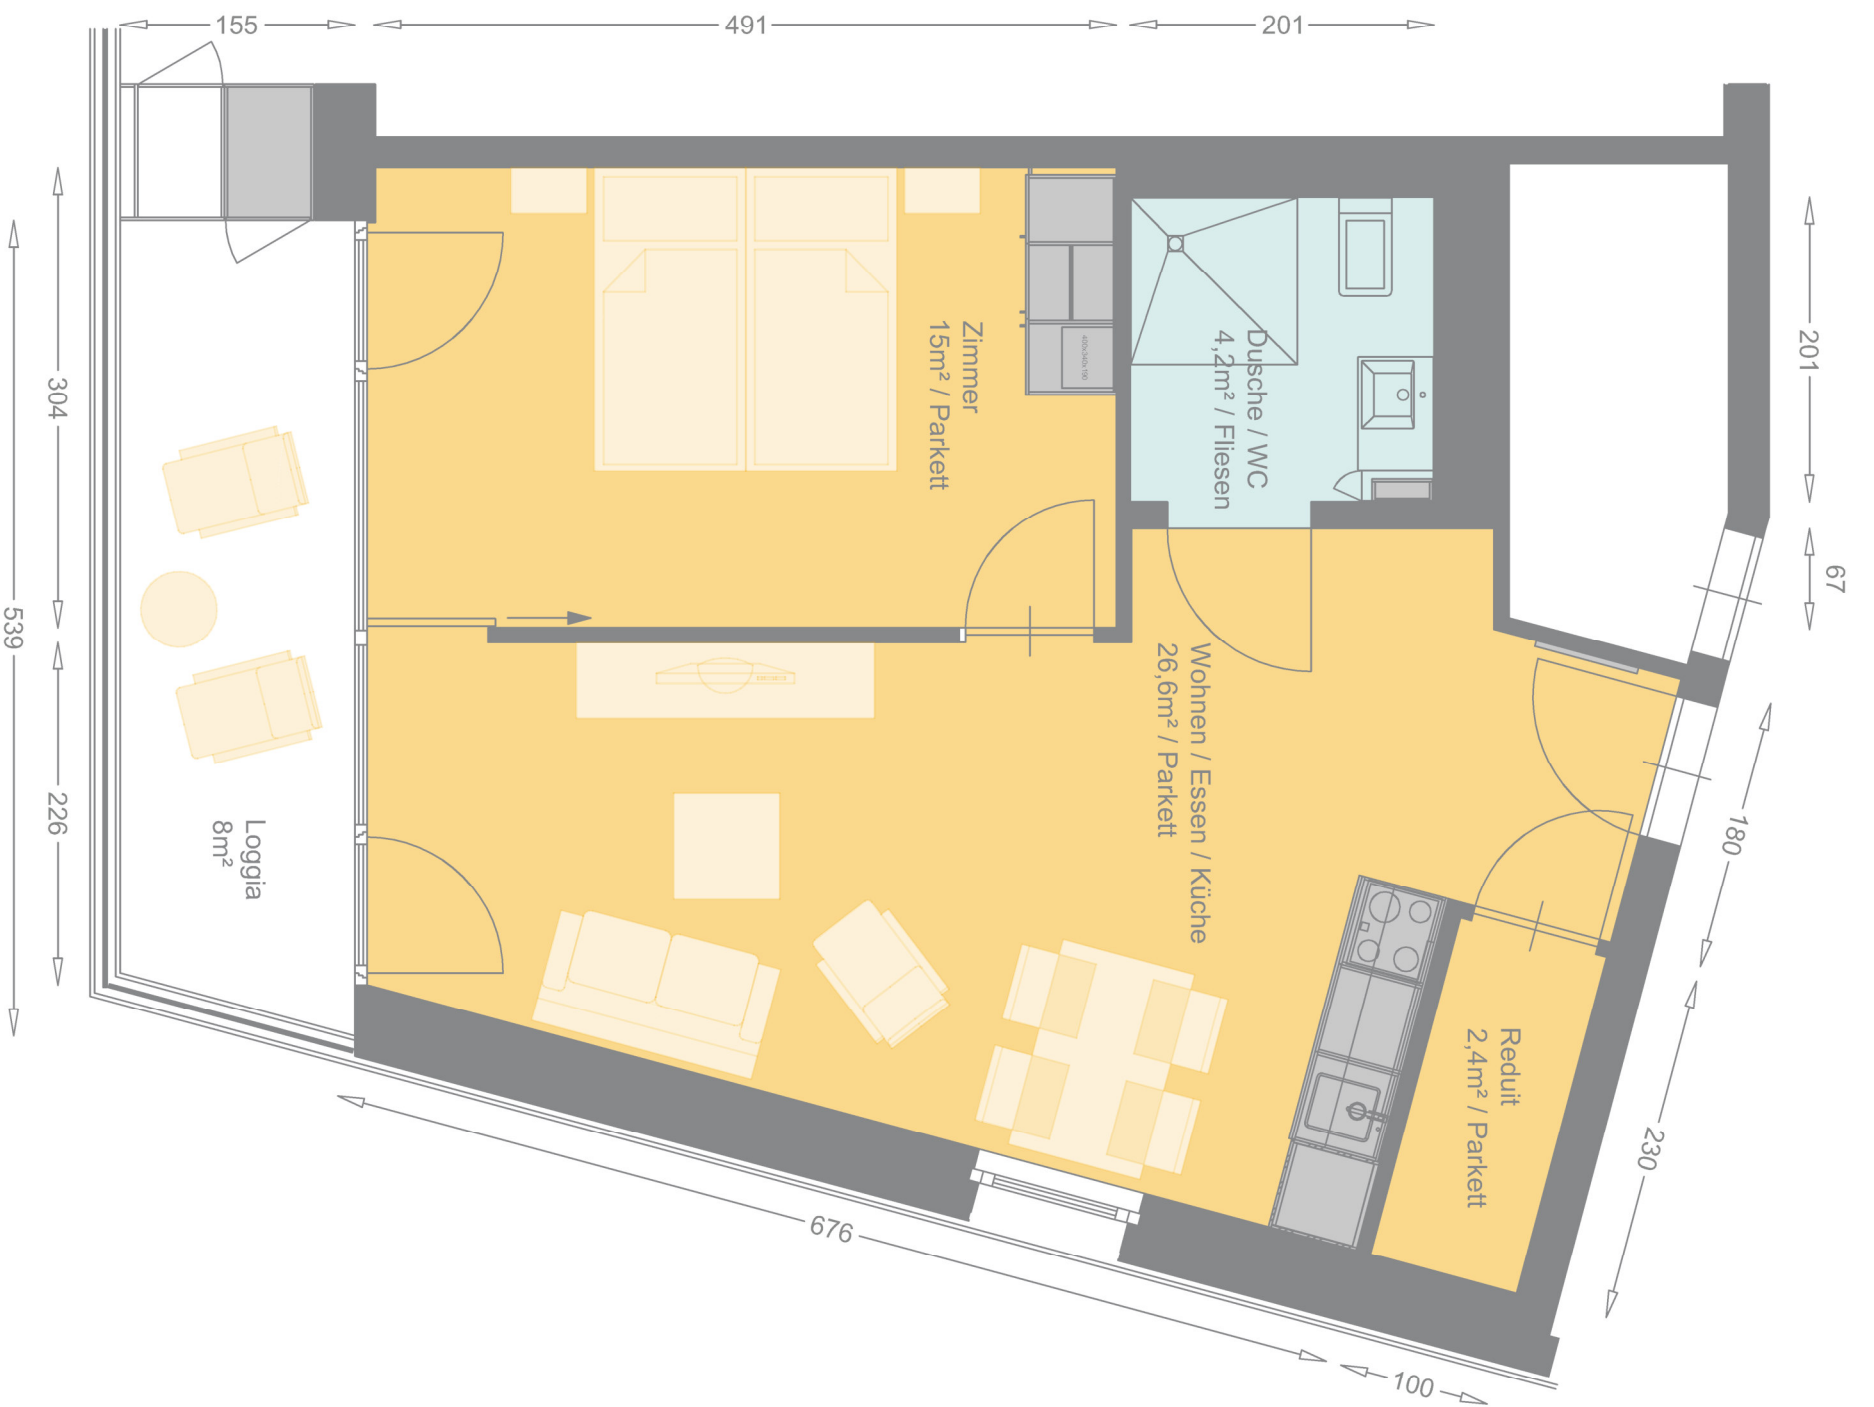 155
491
201
304
539
226
Zimmer
15m² / Parkett
400x340x190
Dusche / WC
4,2m² / Fliesen
201
67
Wohnen / Essen / Küche
26,6m² / Parkett
180
Loggia
8m²
Reduit
2,4m² / Parkett
230
676
100